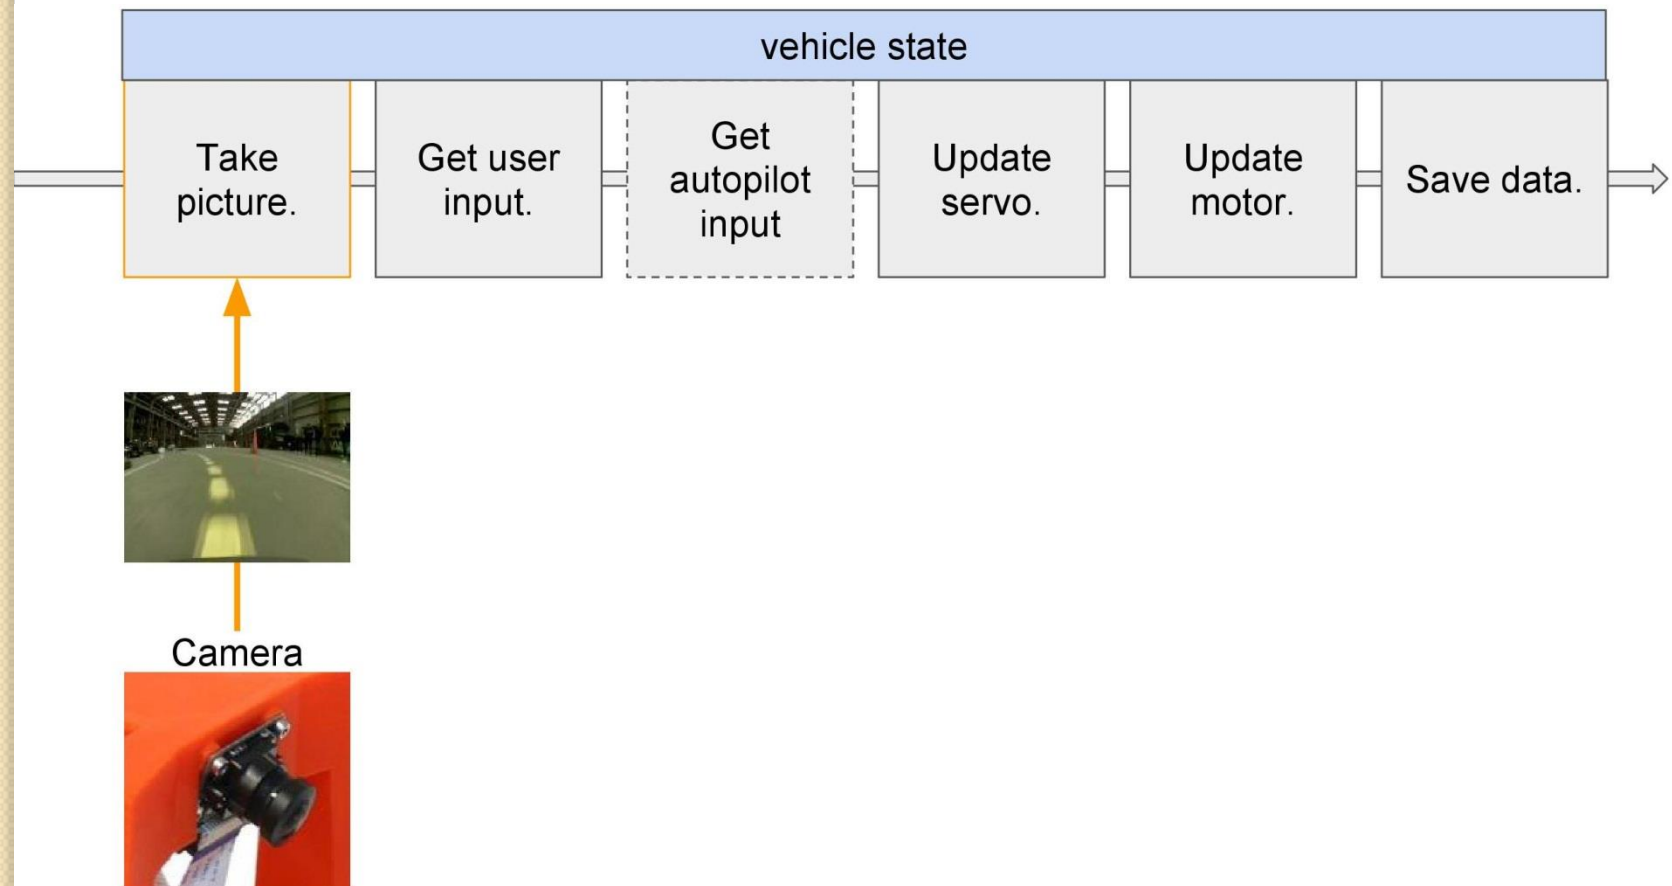 vehicle state
Take
picture.
Get user
input.
Get
autopilot
input
Update
servo.
Update
motor.
Save data.
Camera